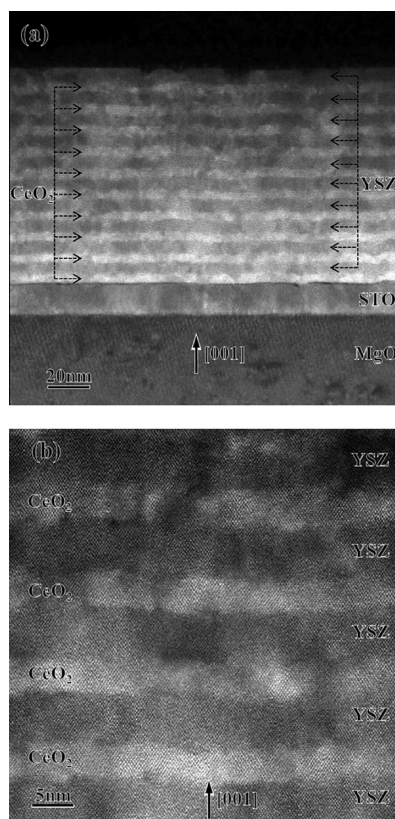 (a)
CeO₂
YSZ
STO
[001]
MgO
20nm
(b)
YSZ
CeO₂
YSZ
CeO₂
YSZ
CeO₂
YSZ
CeO₂
[001]
5nm
YSZ